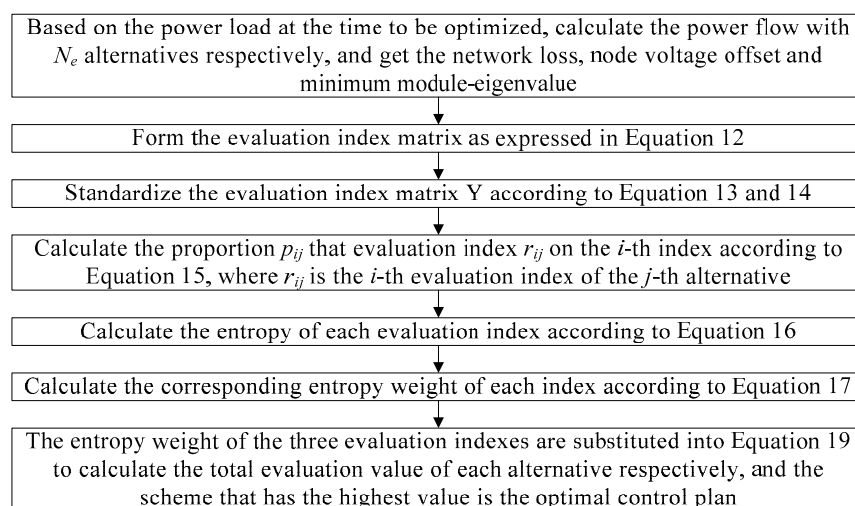 Based on the power load at the time to be optimized, calculate the power flow with
Ne alternatives respectively, and get the network loss, node voltage offset and
minimum module-eigenvalue
Form the evaluation index matrix as expressed in Equation 12
Standardize the evaluation index matrix Y according to Equation 13 and 14
Calculate the proportion pij that evaluation index rij on the i-th index according to
Equation 15, where rij is the i-th evaluation index of the j-th alternative
Calculate the entropy of each evaluation index according to Equation 16
Calculate the corresponding entropy weight of each index according to Equation 17
The entropy weight of the three evaluation indexes are substituted into Equation 19
to calculate the total evaluation value of each alternative respectively, and the
scheme that has the highest value is the optimal control plan